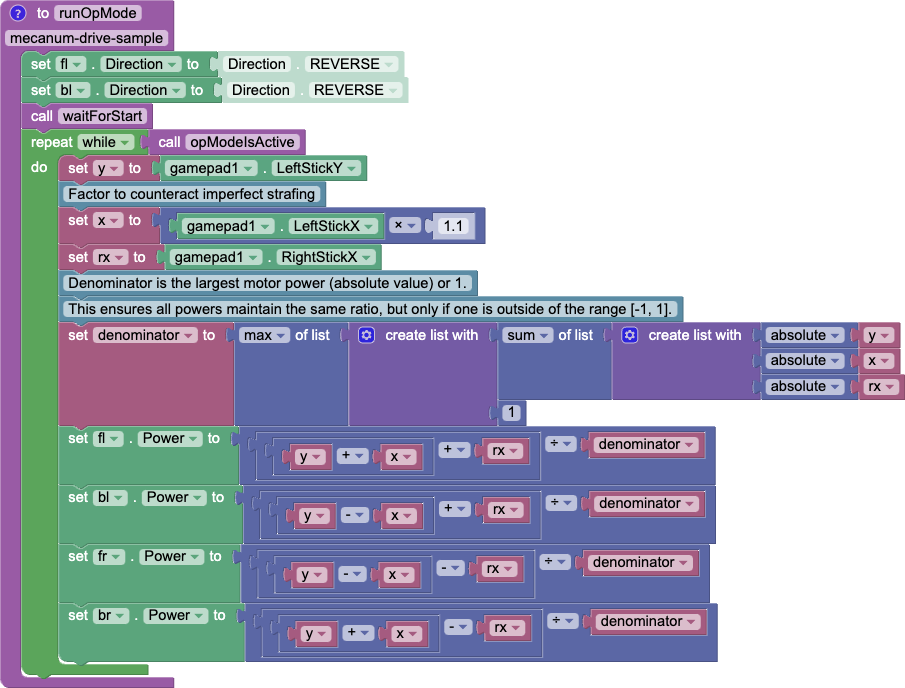 ? to runOpMode
mecanum-drive-sample
set fl . Direction to Direction . REVERSE
set bl . Direction to Direction . REVERSE
call waitForStart
repeat while call opModeIsActive
do set y to gamepad1 . LeftStickY
Factor to counteract imperfect strafing
set x to gamepad1 . LeftStickX × 1.1
set rx to gamepad1 . RightStickX
Denominator is the largest motor power (absolute value) or 1.
This ensures all powers maintain the same ratio, but only if one is outside of the range [-1, 1].
set denominator to max of list create list with sum of list create list with absolute y
absolute x
absolute rx
1
set fl . Power to y + x + rx ÷ denominator
set bl . Power to y - x + rx ÷ denominator
set fr . Power to y - x - rx ÷ denominator
set br . Power to y + x - rx ÷ denominator